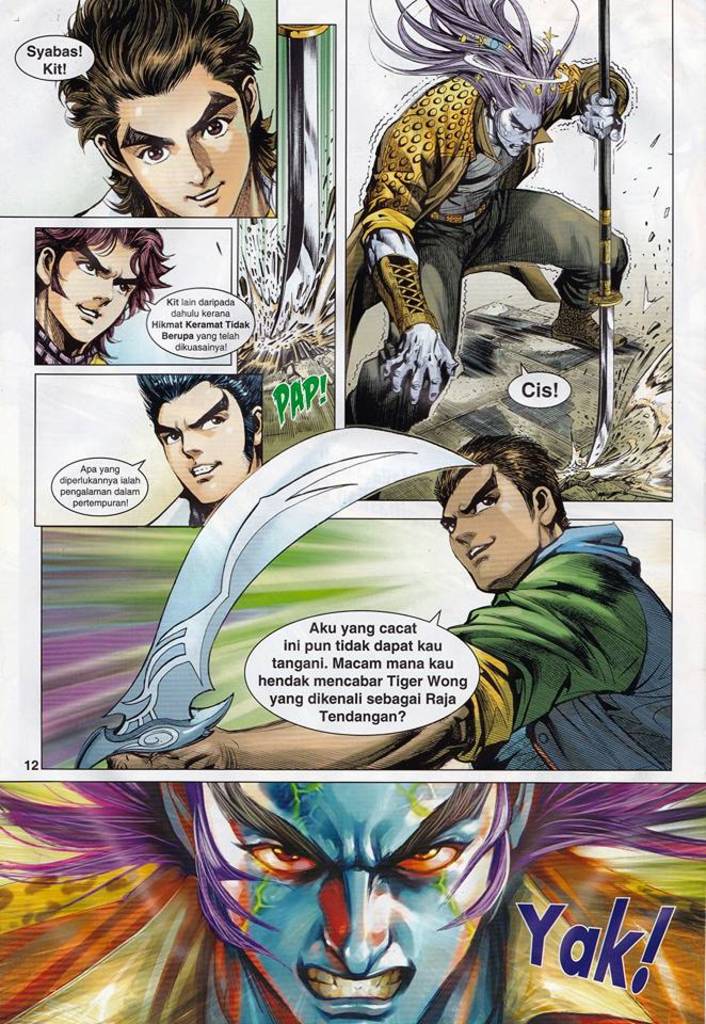 Syabas!
Kit!
Kit lain daripada
dahulu kerana
Hikmat Keramat Tidak
Berupa yang telah
dikuasainya!
PAP!
Cis!
Apa yang
diperlukannya ialah
pengalaman dalam
pertempuran!
Aku yang cacat
ini pun tidak dapat kau
tangani. Macam mana kau
hendak mencabar Tiger Wong
yang dikenali sebagai Raja
Tendangan?
12
Yak!